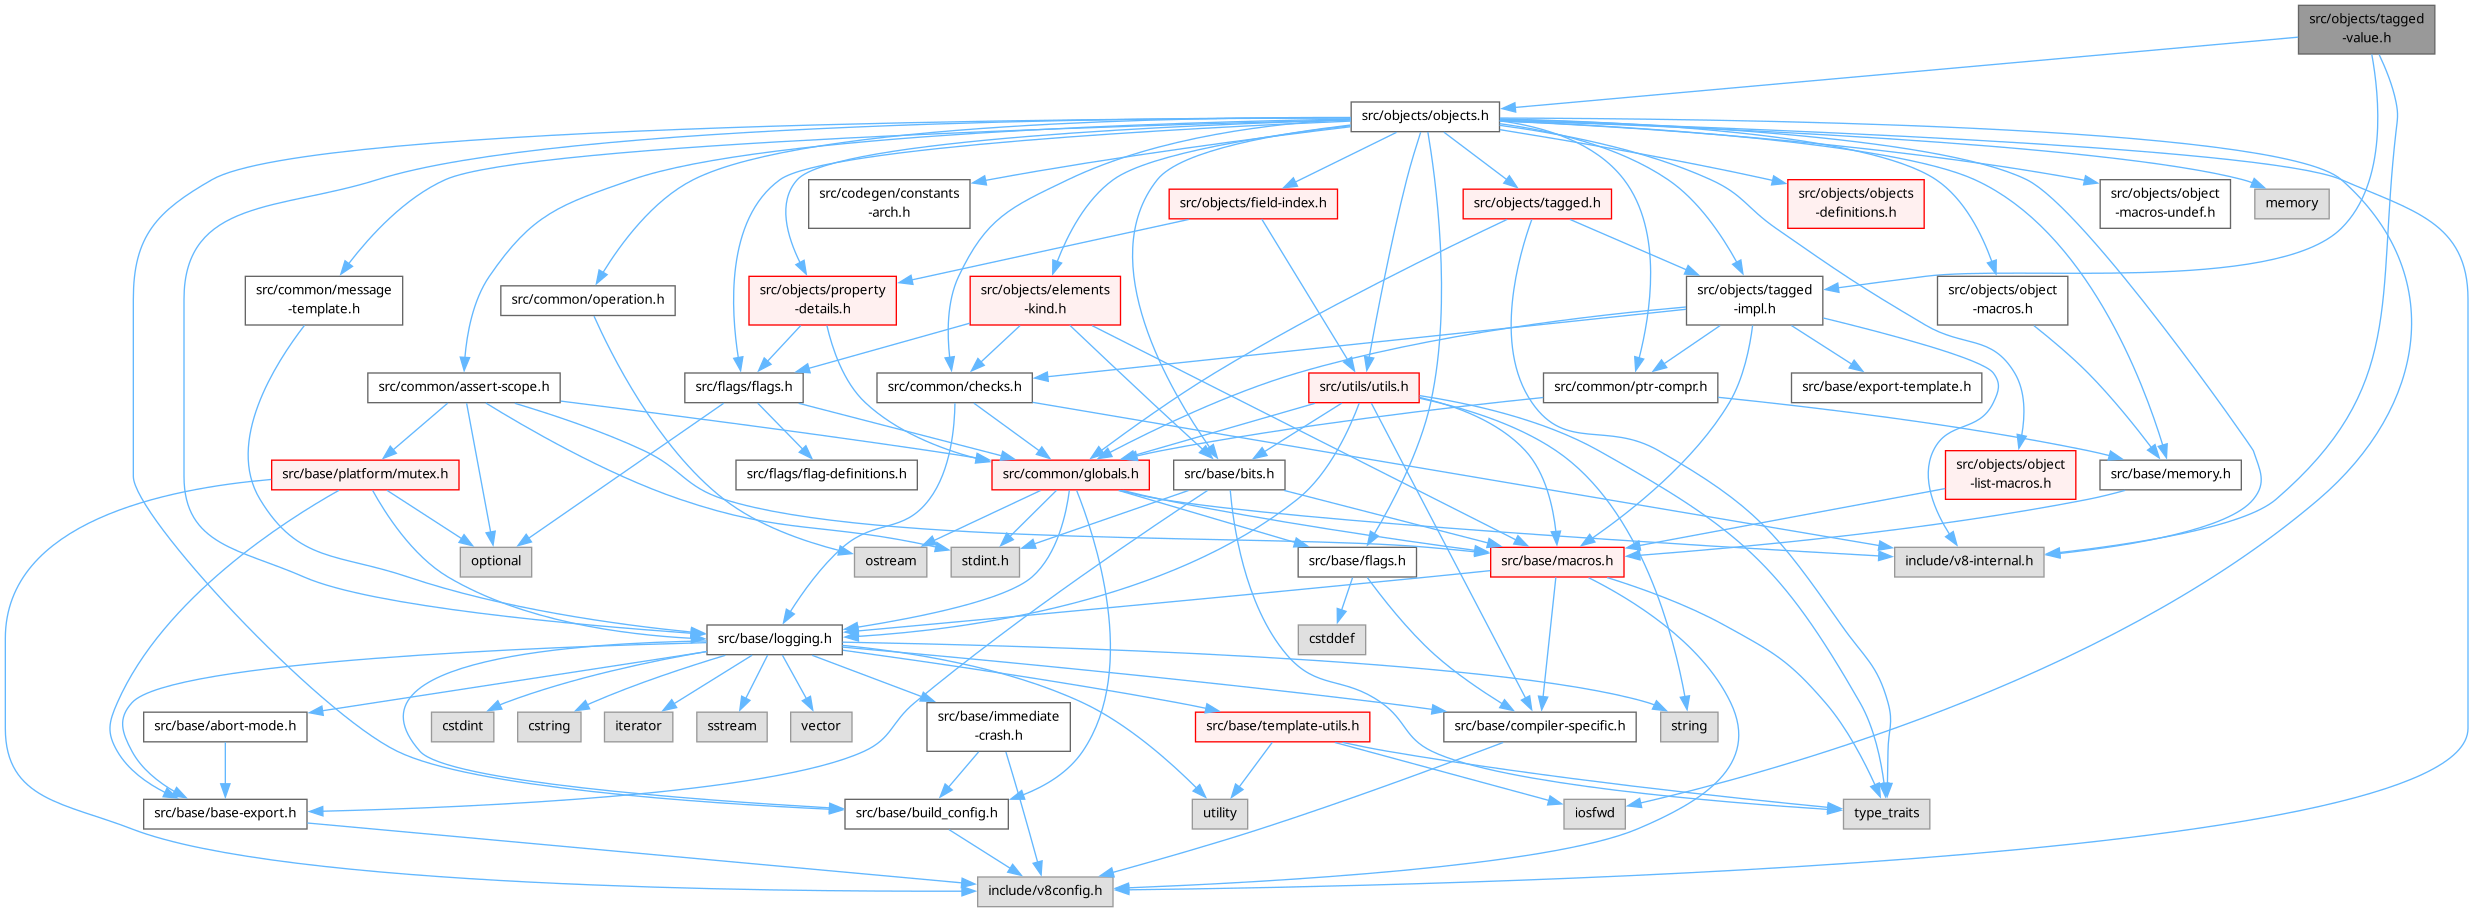 src/objects/tagged
-value.h
src/objects/objects.h
src/codegen/constants
-arch.h
src/objects/field-index.h
src/objects/tagged.h
src/objects/objects
-definitions.h
src/objects/object
-macros-undef.h
memory
src/common/message
-template.h
src/common/operation.h
src/objects/property
-details.h
src/objects/elements
-kind.h
src/objects/tagged
-impl.h
src/objects/object
-macros.h
src/common/assert-scope.h
src/flags/flags.h
src/common/checks.h
src/utils/utils.h
src/common/ptr-compr.h
src/base/export-template.h
src/base/platform/mutex.h
src/flags/flag-definitions.h
src/common/globals.h
src/base/bits.h
src/objects/object
-list-macros.h
src/base/memory.h
optional
ostream
stdint.h
src/base/flags.h
src/base/macros.h
include/v8-internal.h
src/base/logging.h
cstddef
src/base/abort-mode.h
cstdint
cstring
iterator
sstream
vector
src/base/immediate
-crash.h
src/base/template-utils.h
src/base/compiler-specific.h
string
src/base/base-export.h
src/base/build_config.h
utility
iosfwd
type_traits
include/v8config.h